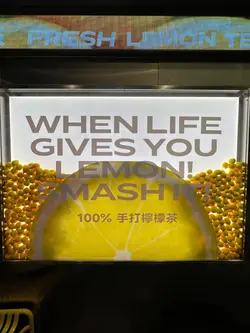 FRESH LEMON TE
WHEN LIFE
GIVES YOU
LEMON!
SMASH IT!
100% 手打檸檬茶